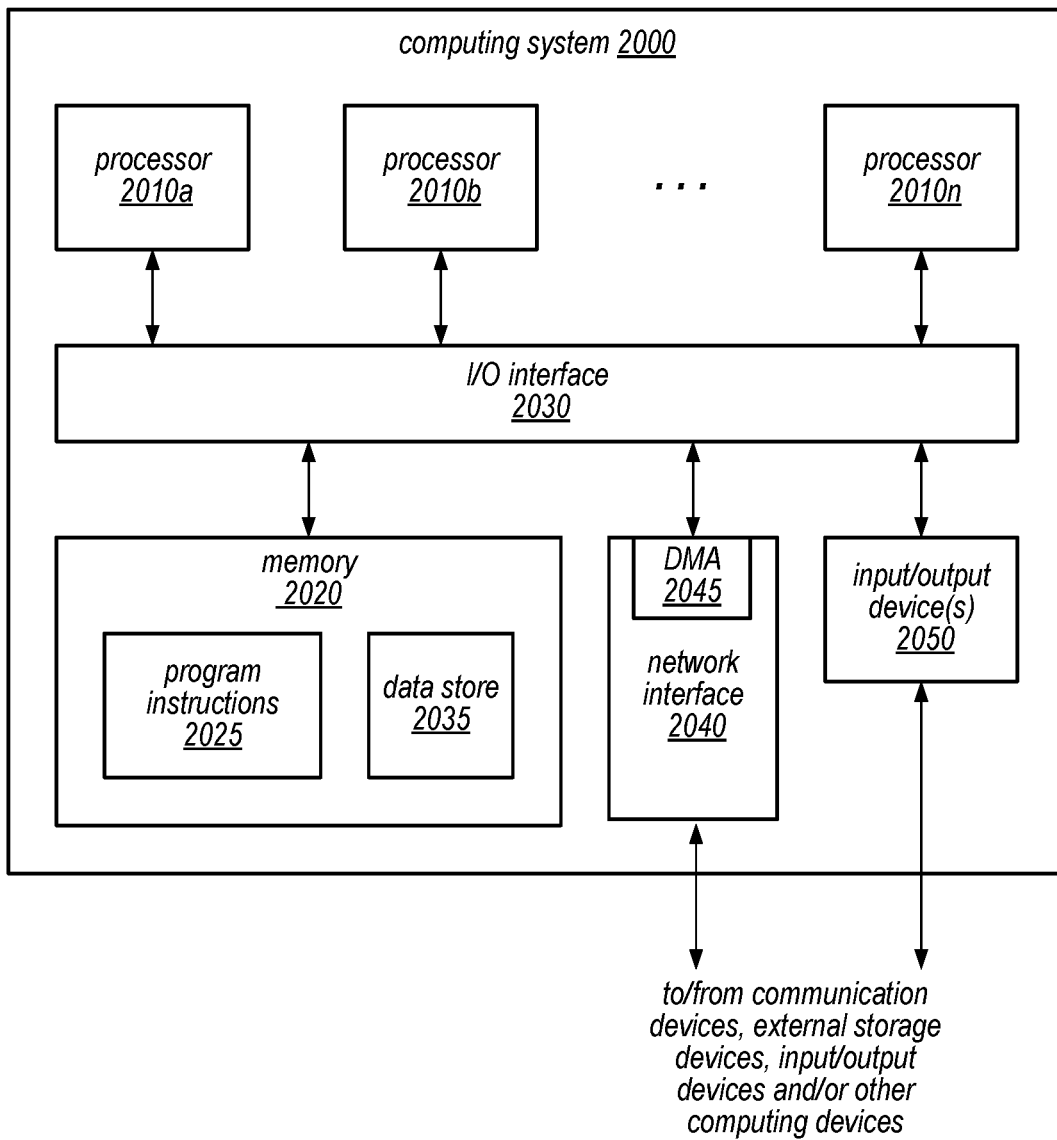 computing system 2000
processor
2010a
processor
2010b
. . .
processor
2010n
I/O interface
2030
memory
2020
program
instructions
2025
data store
2035
DMA
2045
network
interface
2040
input/output
device(s)
2050
to/from communication
devices, external storage
devices, input/output
devices and/or other
computing devices